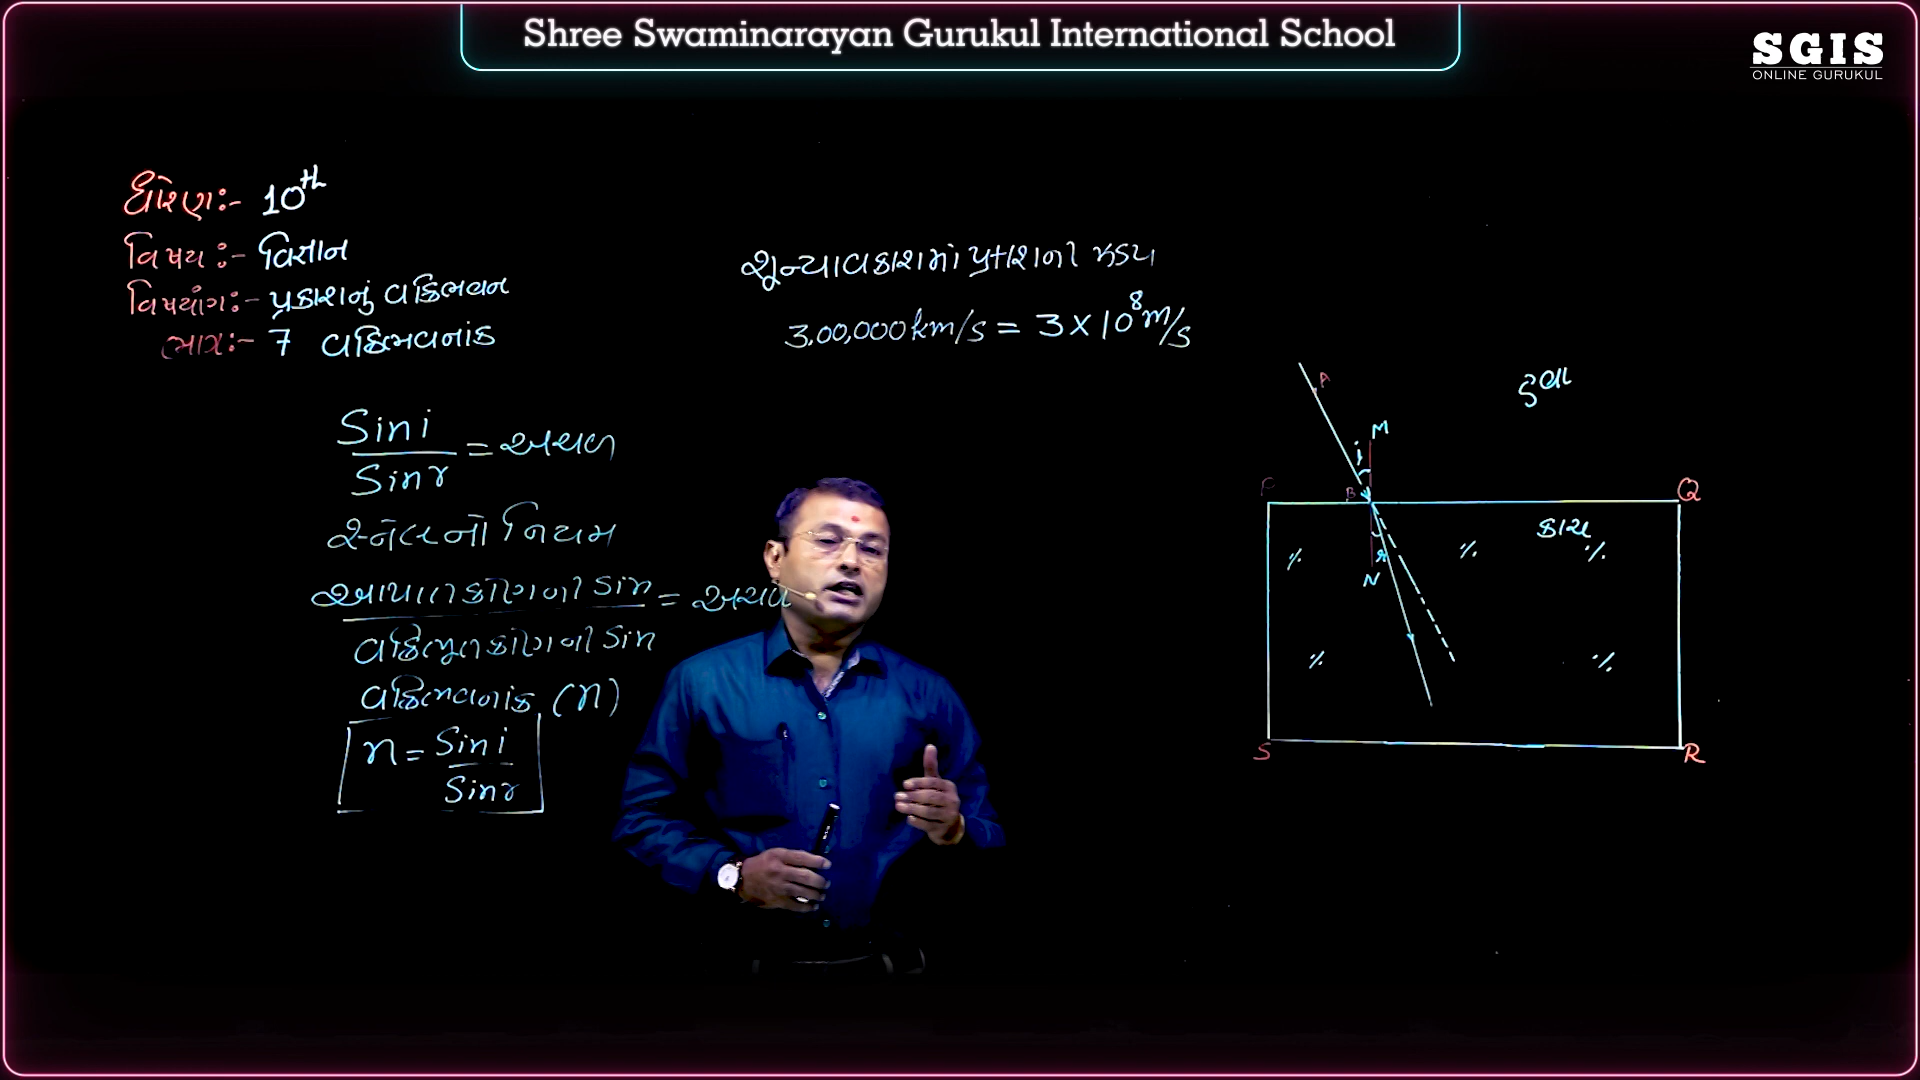 Shree Swaminarayan Gurukul International School
SGIS
ONLINE GURUKUL
ધોરણ:- 10th
વિષય:- વિજ્ઞાન
વિષયાંગ:- પ્રકાશનું વક્રિભવન
ભાગ:- 7 વક્રિભવનાંક
શૂન્યાવકાશમાં પ્રકાશની ઝડપ
3,00,000 km/s = 3 × 10⁸ m/s
Sin i / Sin r = અચળ
સ્નેલનો નિયમ
આપાતકોણની sin / વક્રિભૂતકોણની sin = અચળ
વક્રિભવનાંક (n)
n = Sin i / Sin r
હવા
A
M
i
P B Q
કાચ
r
N
S R